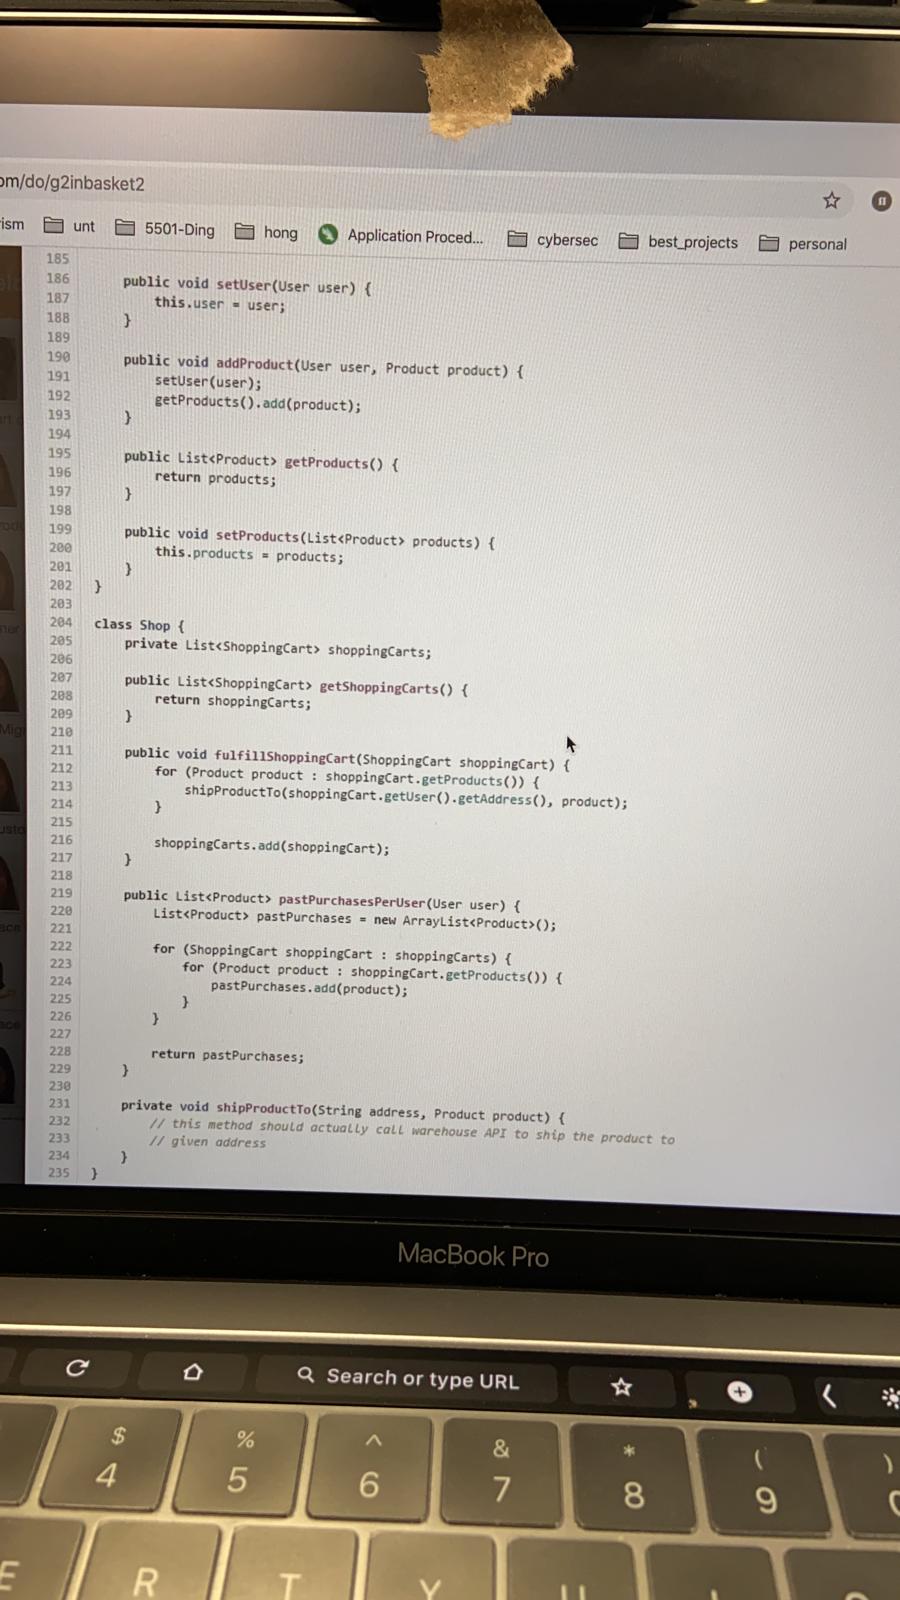 om/do/g2inbasket2
ism unt 5501-Ding hong Application Proced... cybersec best_projects personal
185
186 public void setUser(User user) {
187 this.user = user;
188 }
189
190 public void addProduct(User user, Product product) {
191 setUser(user);
192 getProducts().add(product);
193 }
194
195 public List<Product> getProducts() {
196 return products;
197 }
198
199 public void setProducts(List<Product> products) {
200 this.products = products;
201 }
202 }
203
204 class Shop {
205 private List<ShoppingCart> shoppingCarts;
206
207 public List<ShoppingCart> getShoppingCarts() {
208 return shoppingCarts;
209 }
210
211 public void fulfillShoppingCart(ShoppingCart shoppingCart) {
212 for (Product product : shoppingCart.getProducts()) {
213 shipProductTo(shoppingCart.getUser().getAddress(), product);
214 }
215
216 shoppingCarts.add(shoppingCart);
217 }
218
219 public List<Product> pastPurchasesPerUser(User user) {
220 List<Product> pastPurchases = new ArrayList<Product>();
221
222 for (ShoppingCart shoppingCart : shoppingCarts) {
223 for (Product product : shoppingCart.getProducts()) {
224 pastPurchases.add(product);
225 }
226 }
227
228 return pastPurchases;
229 }
230
231 private void shipProductTo(String address, Product product) {
232 // this method should actually call warehouse API to ship the product to
233 // given address
234 }
235 }
MacBook Pro
Search or type URL
$ % ^ & * ( )
4 5 6 7 8 9
E R T Y U